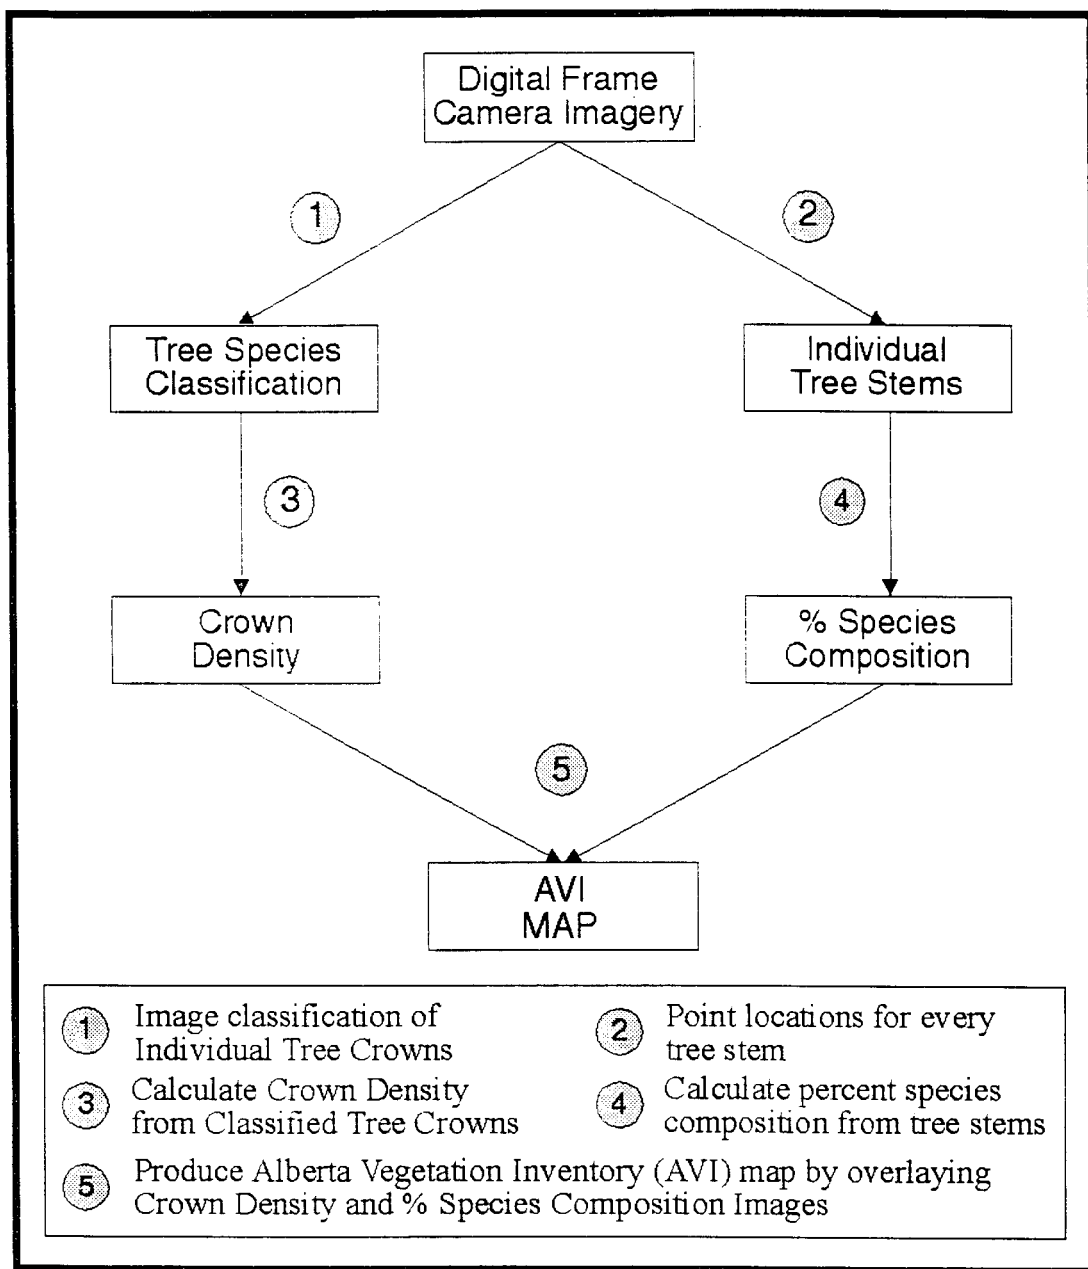 Digital Frame
Camera Imagery
1
2
Tree Species
Classification
Individual
Tree Stems
3
4
Crown
Density
% Species
Composition
5
AVI
MAP
1 Image classification of
Individual Tree Crowns
2 Point locations for every
tree stem
3 Calculate Crown Density
from Classified Tree Crowns
4 Calculate percent species
composition from tree stems
5 Produce Alberta Vegetation Inventory (AVI) map by overlaying
Crown Density and % Species Composition Images